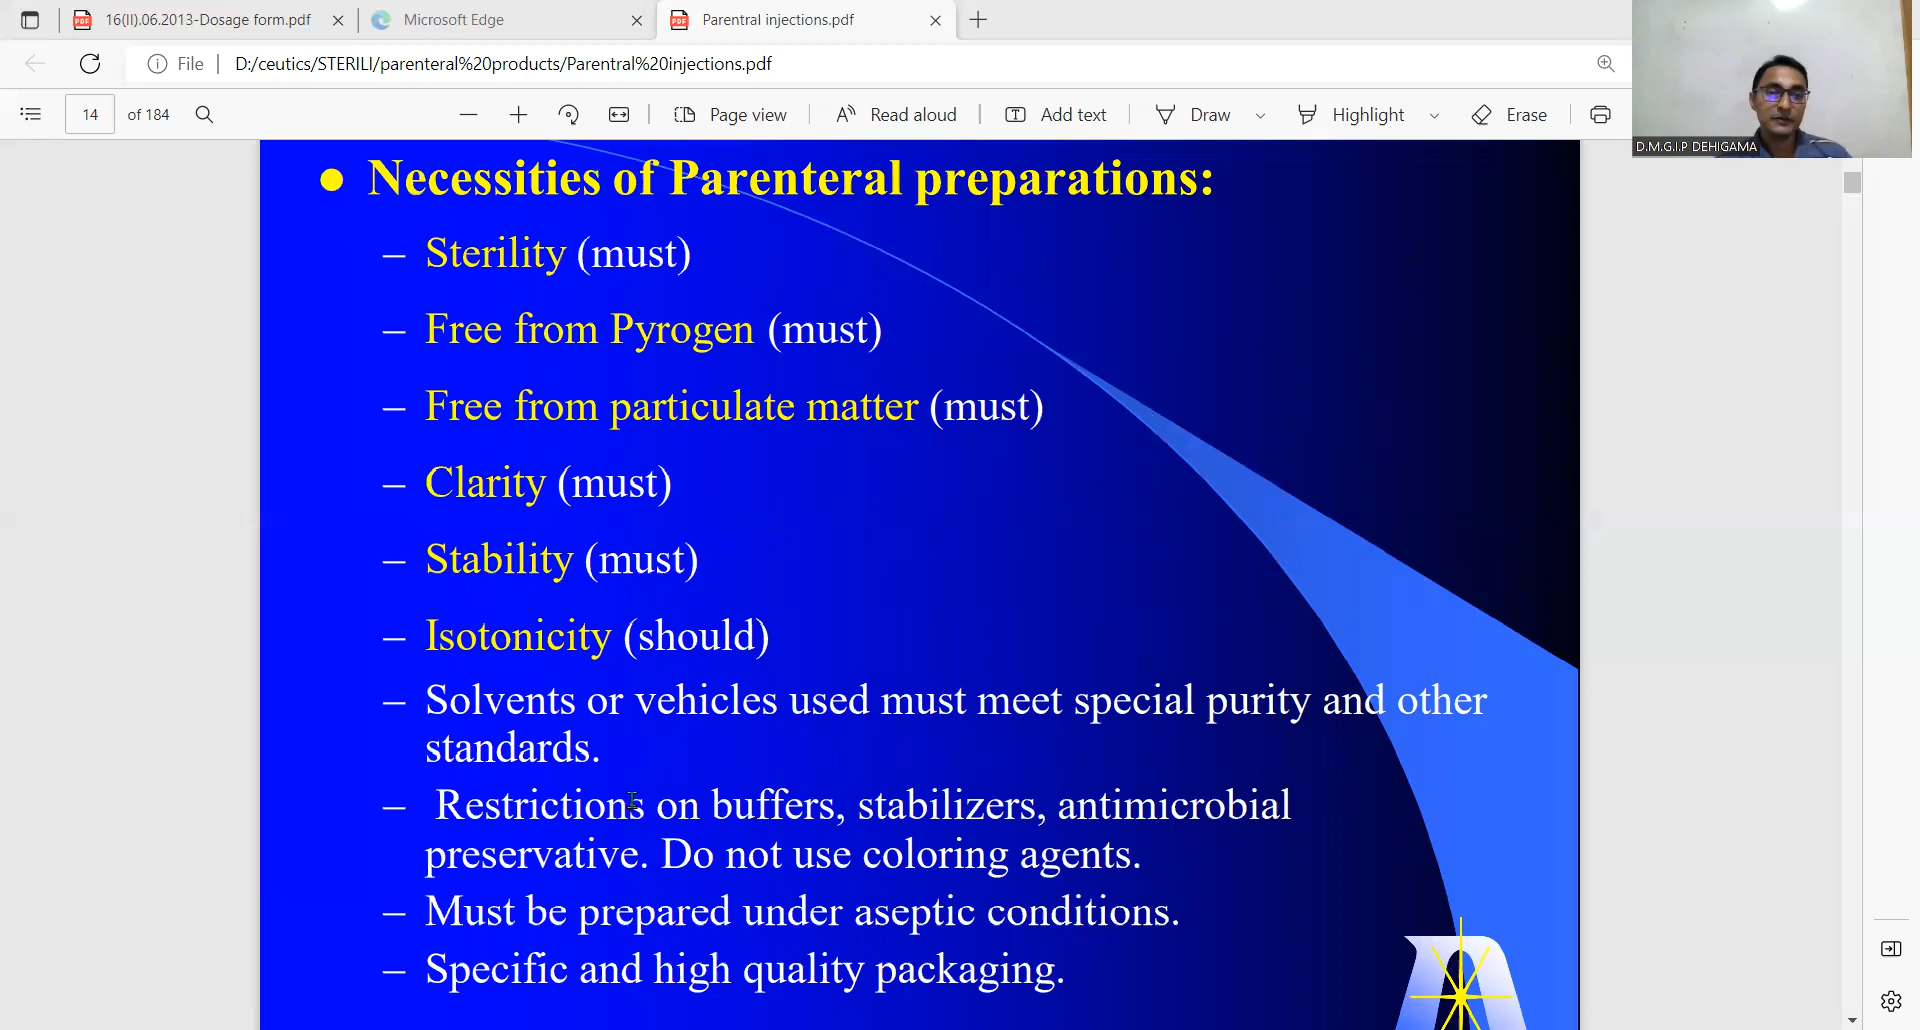 16(II).06.2013-Dosage form.pdf
Microsoft Edge
Parentral injections.pdf
File
D:/ceutics/STERILI/parenteral%20products/Parentral%20injections.pdf
14 of 184
Page view
Read aloud
Add text
Draw
Highlight
Erase
D.M.G.I.P DEHIGAMA
● Necessities of Parenteral preparations:
– Sterility (must)
– Free from Pyrogen (must)
– Free from particulate matter (must)
– Clarity (must)
– Stability (must)
– Isotonicity (should)
– Solvents or vehicles used must meet special purity and other
standards.
– Restrictions on buffers, stabilizers, antimicrobial
preservative. Do not use coloring agents.
– Must be prepared under aseptic conditions.
– Specific and high quality packaging.